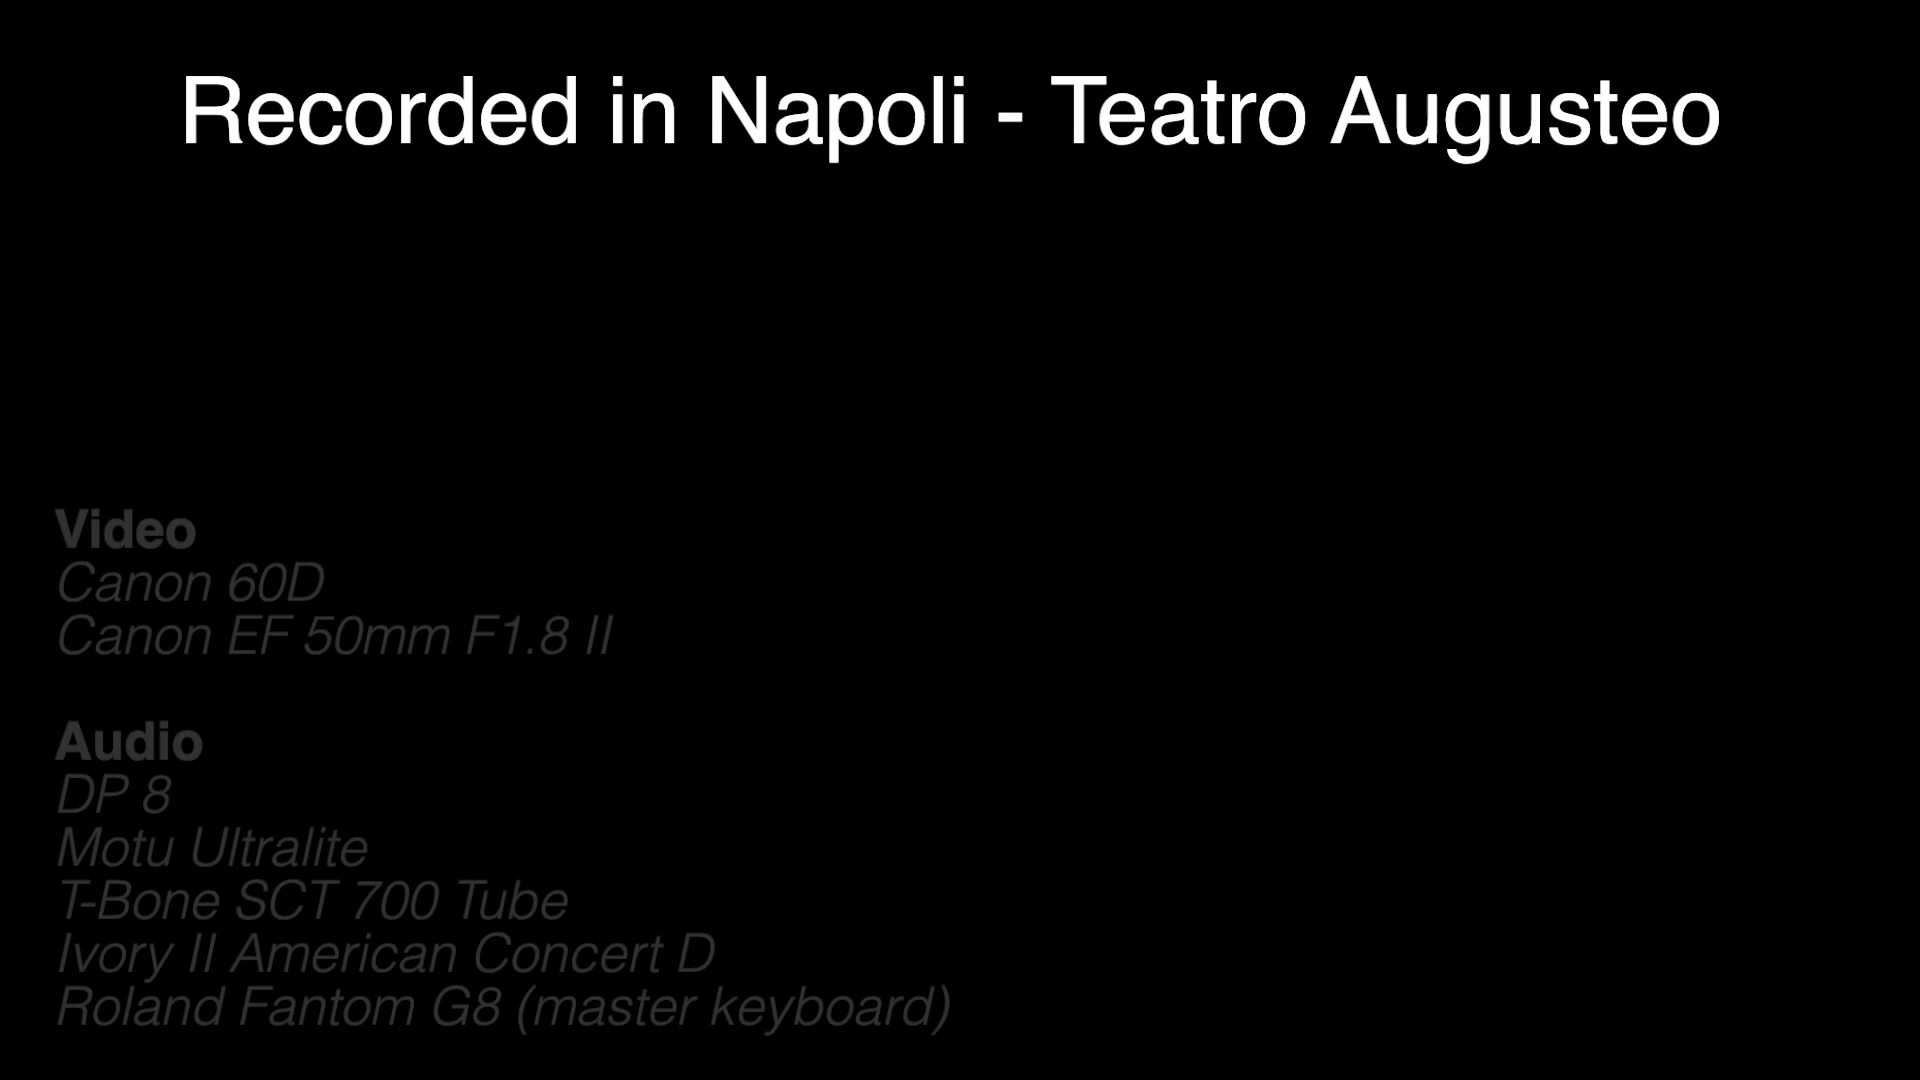 Recorded in Napoli - Teatro Augusteo
Video
Canon 60D
Canon EF 50mm F1.8 II
Audio
DP 8
Motu Ultralite
T-Bone SCT 700 Tube
Ivory II American Concert D
Roland Fantom G8 (master keyboard)